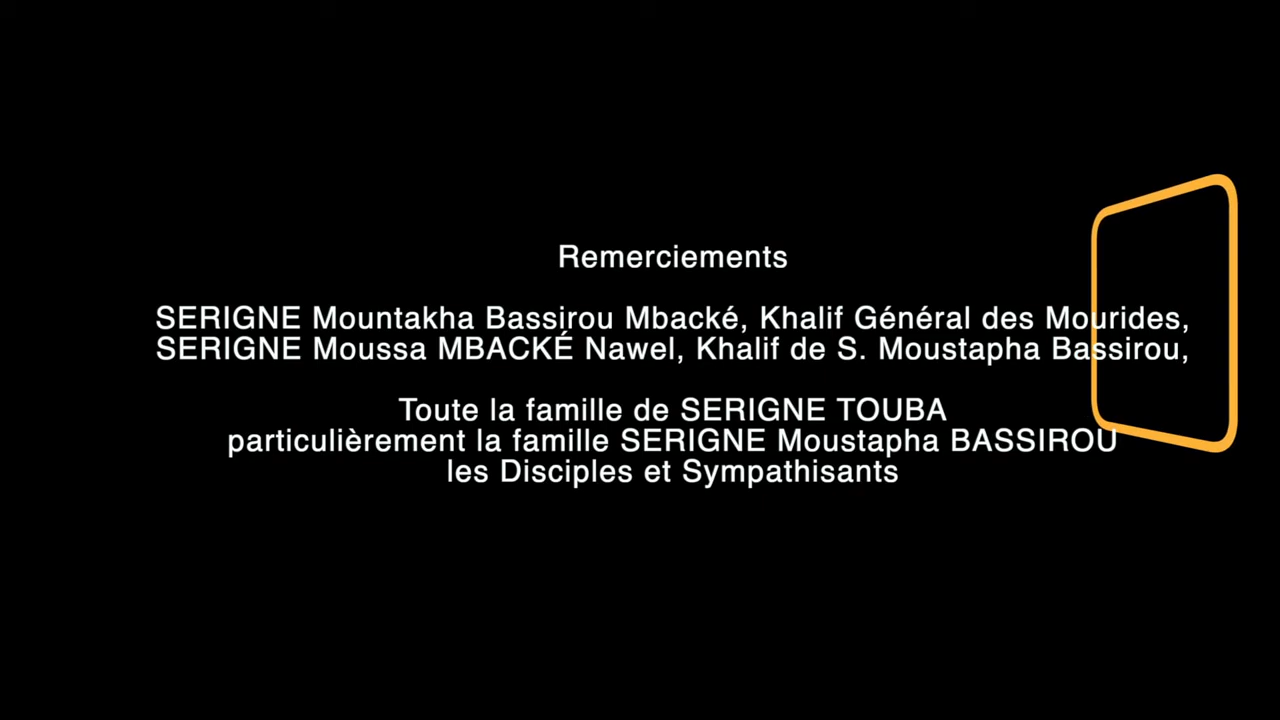 Remerciements
SERIGNE Mountakha Bassirou Mbacké, Khalif Général des Mourides,
SERIGNE Moussa MBACKÉ Nawel, Khalif de S. Moustapha Bassirou,
Toute la famille de SERIGNE TOUBA
particulièrement la famille SERIGNE Moustapha BASSIROU
les Disciples et Sympathisants